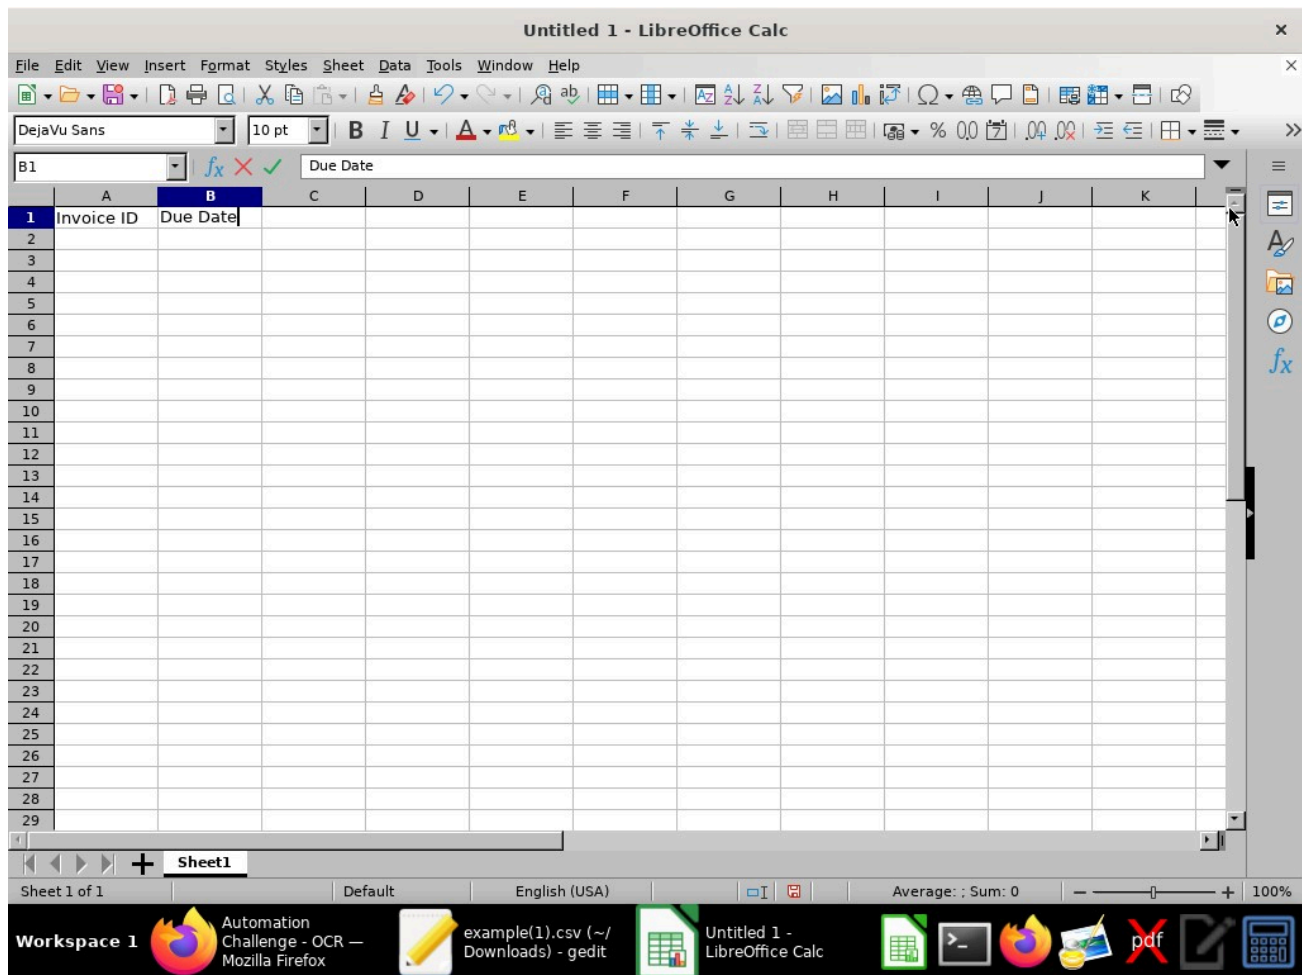 Untitled 1 - LibreOffice Calc
File Edit View Insert Format Styles Sheet Data Tools Window Help
DejaVu Sans 10 pt
B1 Due Date
A B C D E F G H I J K
1 Invoice ID Due Date
2
3
4
5
6
7
8
9
10
11
12
13
14
15
16
17
18
19
20
21
22
23
24
25
26
27
28
29
Sheet1
Sheet 1 of 1 Default English (USA) Average: ; Sum: 0 100%
Workspace 1
Automation
Challenge - OCR —
Mozilla Firefox
example(1).csv (~/
Downloads) - gedit
Untitled 1 -
LibreOffice Calc
pdf